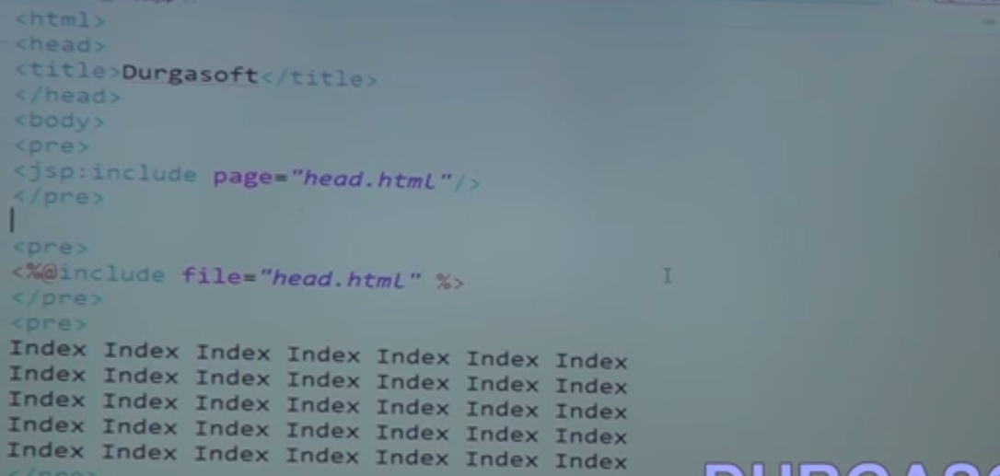 <html>
<head>
<title>Durgasoft</title>
</head>
<body>
<pre>
<jsp:include page="head.html"/>
</pre>
<pre>
<%@include file="head.html" %>
</pre>
<pre>
Index Index Index Index Index Index Index
Index Index Index Index Index Index Index
Index Index Index Index Index Index Index
Index Index Index Index Index Index Index
Index Index Index Index Index Index Index
</pre>